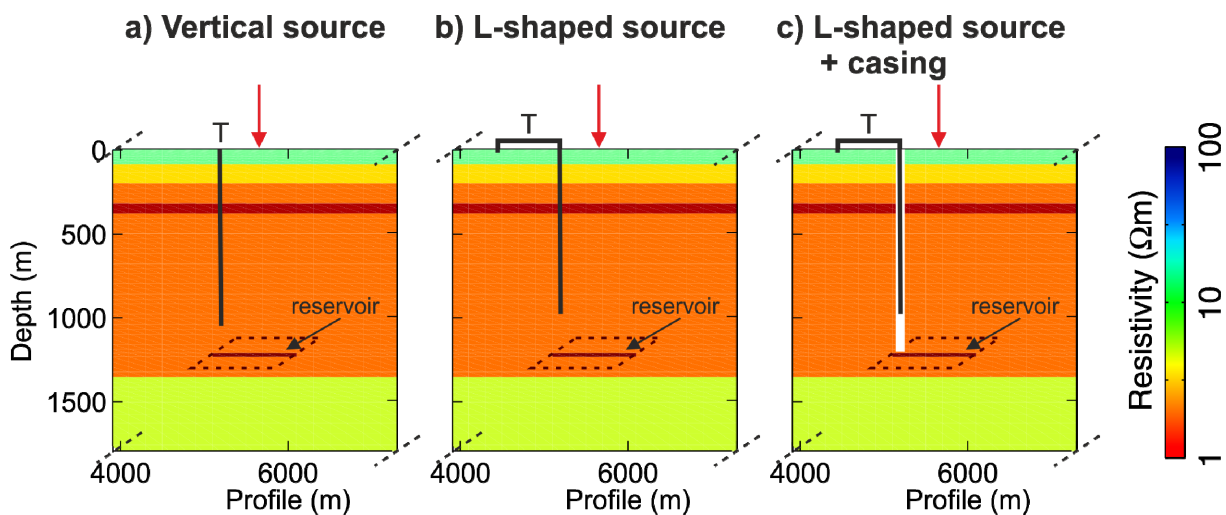 a) Vertical source
b) L-shaped source
c) L-shaped source
+ casing
T
T
T
0
500
1000
1500
Depth (m)
reservoir
reservoir
reservoir
4000
6000
4000
6000
4000
6000
Profile (m)
Profile (m)
Profile (m)
100
10
1
Resistivity (Ωm)